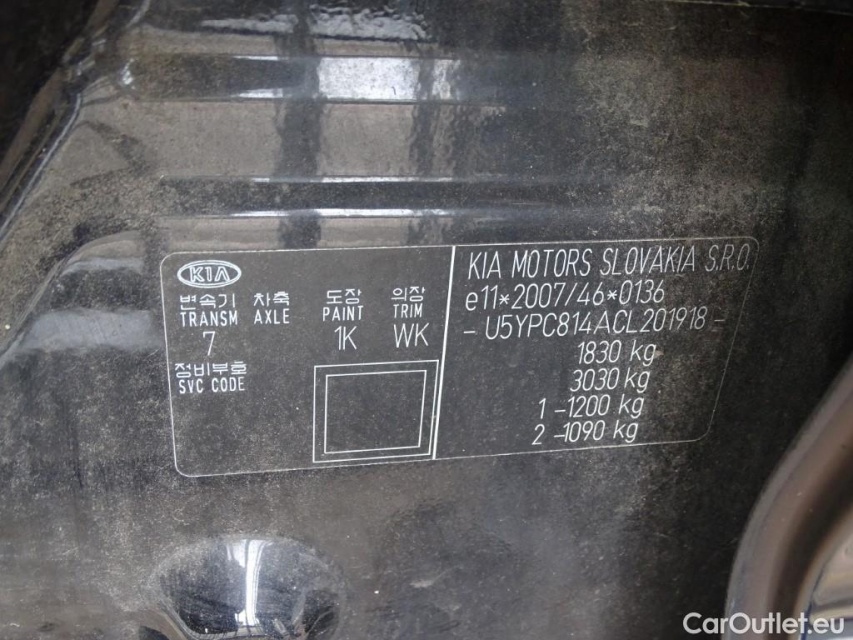 KIA
변속기 차축 도장 의장
TRANSM AXLE PAINT TRIM
7 1K WK
정비부호
SVC CODE
KIA MOTORS SLOVAKIA S.R.O.
e11*2007/46*0136
- U5YPC814ACL201918 -
1830 kg
3030 kg
1 -1200 kg
2 -1090 kg
CarOutlet.eu